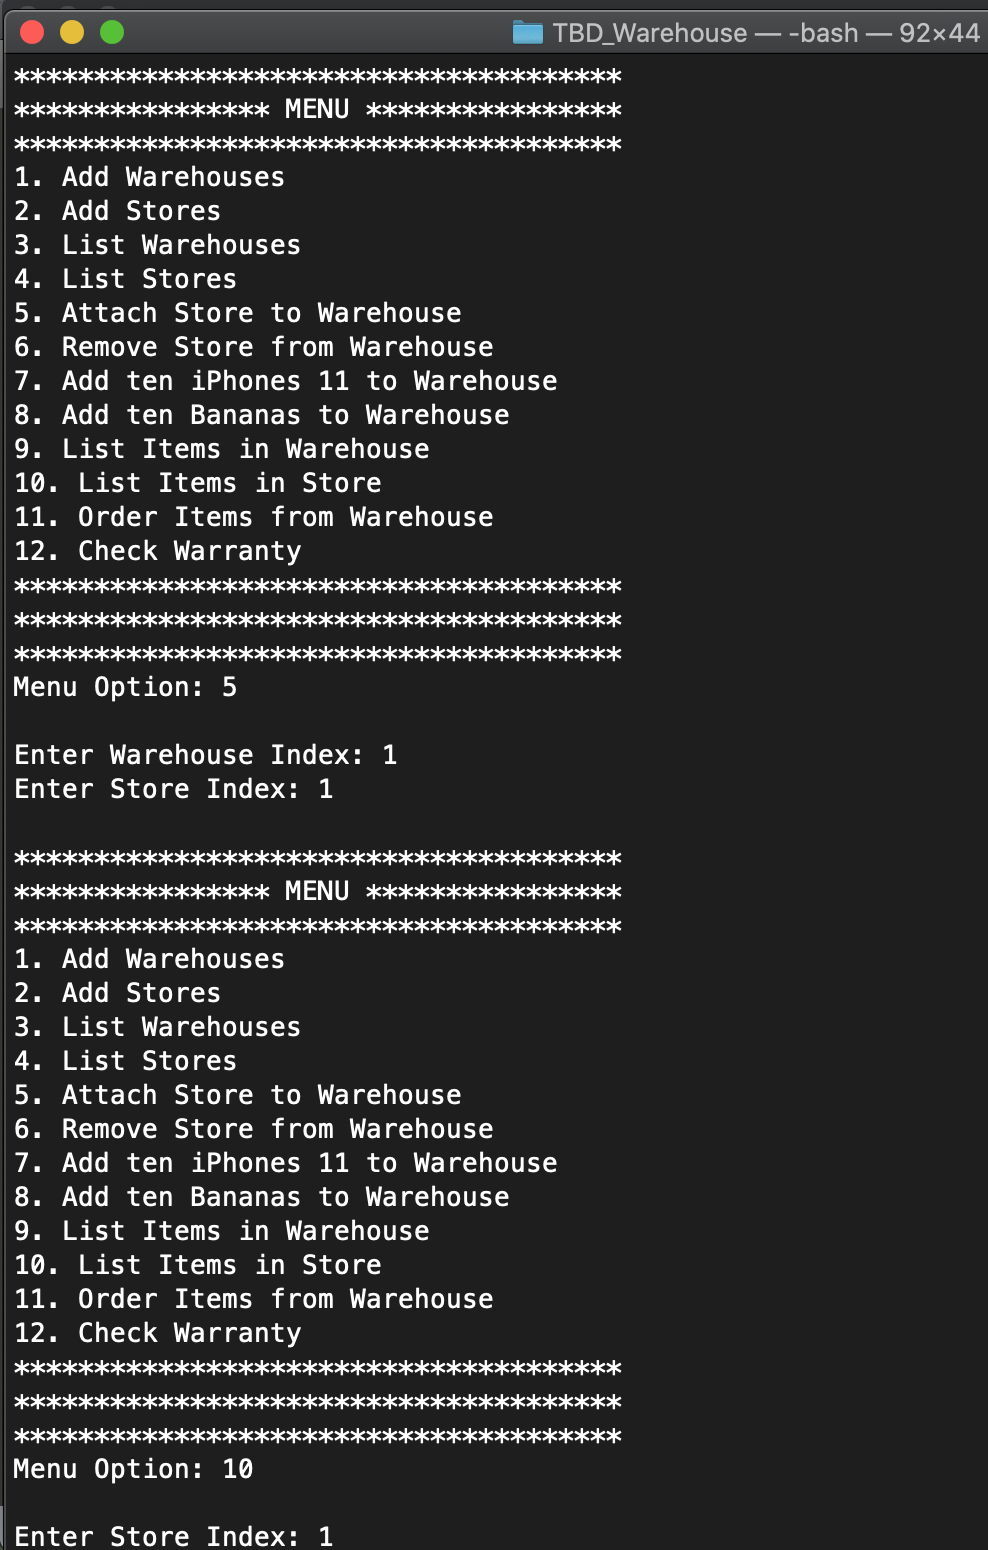 TBD_Warehouse — -bash — 92×44
**************************************
**************** MENU ****************
**************************************
1. Add Warehouses
2. Add Stores
3. List Warehouses
4. List Stores
5. Attach Store to Warehouse
6. Remove Store from Warehouse
7. Add ten iPhones 11 to Warehouse
8. Add ten Bananas to Warehouse
9. List Items in Warehouse
10. List Items in Store
11. Order Items from Warehouse
12. Check Warranty
**************************************
**************************************
**************************************
Menu Option: 5
Enter Warehouse Index: 1
Enter Store Index: 1
**************************************
**************** MENU ****************
**************************************
1. Add Warehouses
2. Add Stores
3. List Warehouses
4. List Stores
5. Attach Store to Warehouse
6. Remove Store from Warehouse
7. Add ten iPhones 11 to Warehouse
8. Add ten Bananas to Warehouse
9. List Items in Warehouse
10. List Items in Store
11. Order Items from Warehouse
12. Check Warranty
**************************************
**************************************
**************************************
Menu Option: 10
Enter Store Index: 1